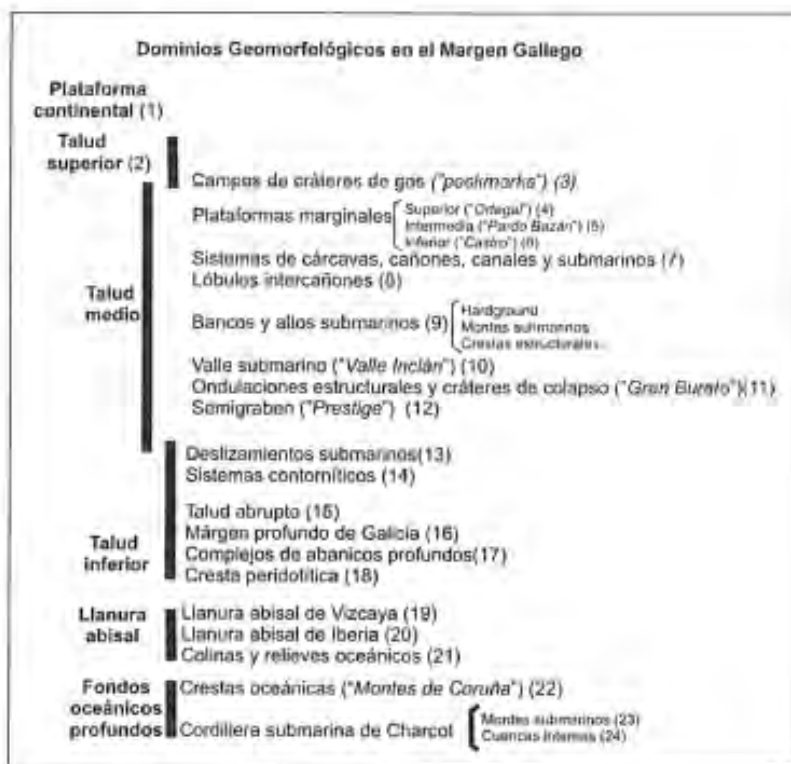 Dominios Geomorfológicos en el Margen Gallego
Plataforma
continental (1)
Talud
superior (2)
Campos de cráteres de gas ("pockmarks") (3)
Plataformas marginales
Superior ("Ortegal") (4)
Intermedia ("Pardo Bazán") (5)
Inferior ("Castro") (6)
Sistemas de cárcavas, cañones, canales y submarinos (7)
Lóbulos intercañones (8)
Talud
medio
Bancos y altos submarinos (9)
Hardground
Montes submarinos
Crestas estructurales
Valle submarino ("Valle Inclán") (10)
Ondulaciones estructurales y cráteres de colapso ("Gran Burato")(11)
Semigraben ("Prestige") (12)
Deslizamientos submarinos(13)
Sistemas contorníticos (14)
Talud
inferior
Talud abrupto (15)
Márgen profundo de Galicia (16)
Complejos de abanicos profundos(17)
Cresta peridotítica (18)
Llanura
abisal
Llanura abisal de Vizcaya (19)
Llanura abisal de Iberia (20)
Colinas y relieves oceánicos (21)
Fondos
oceánicos
profundos
Crestas oceánicas ("Montes de Coruña") (22)
Cordillera submarina de Charcot
Montes submarinos (23)
Cuencas internas (24)